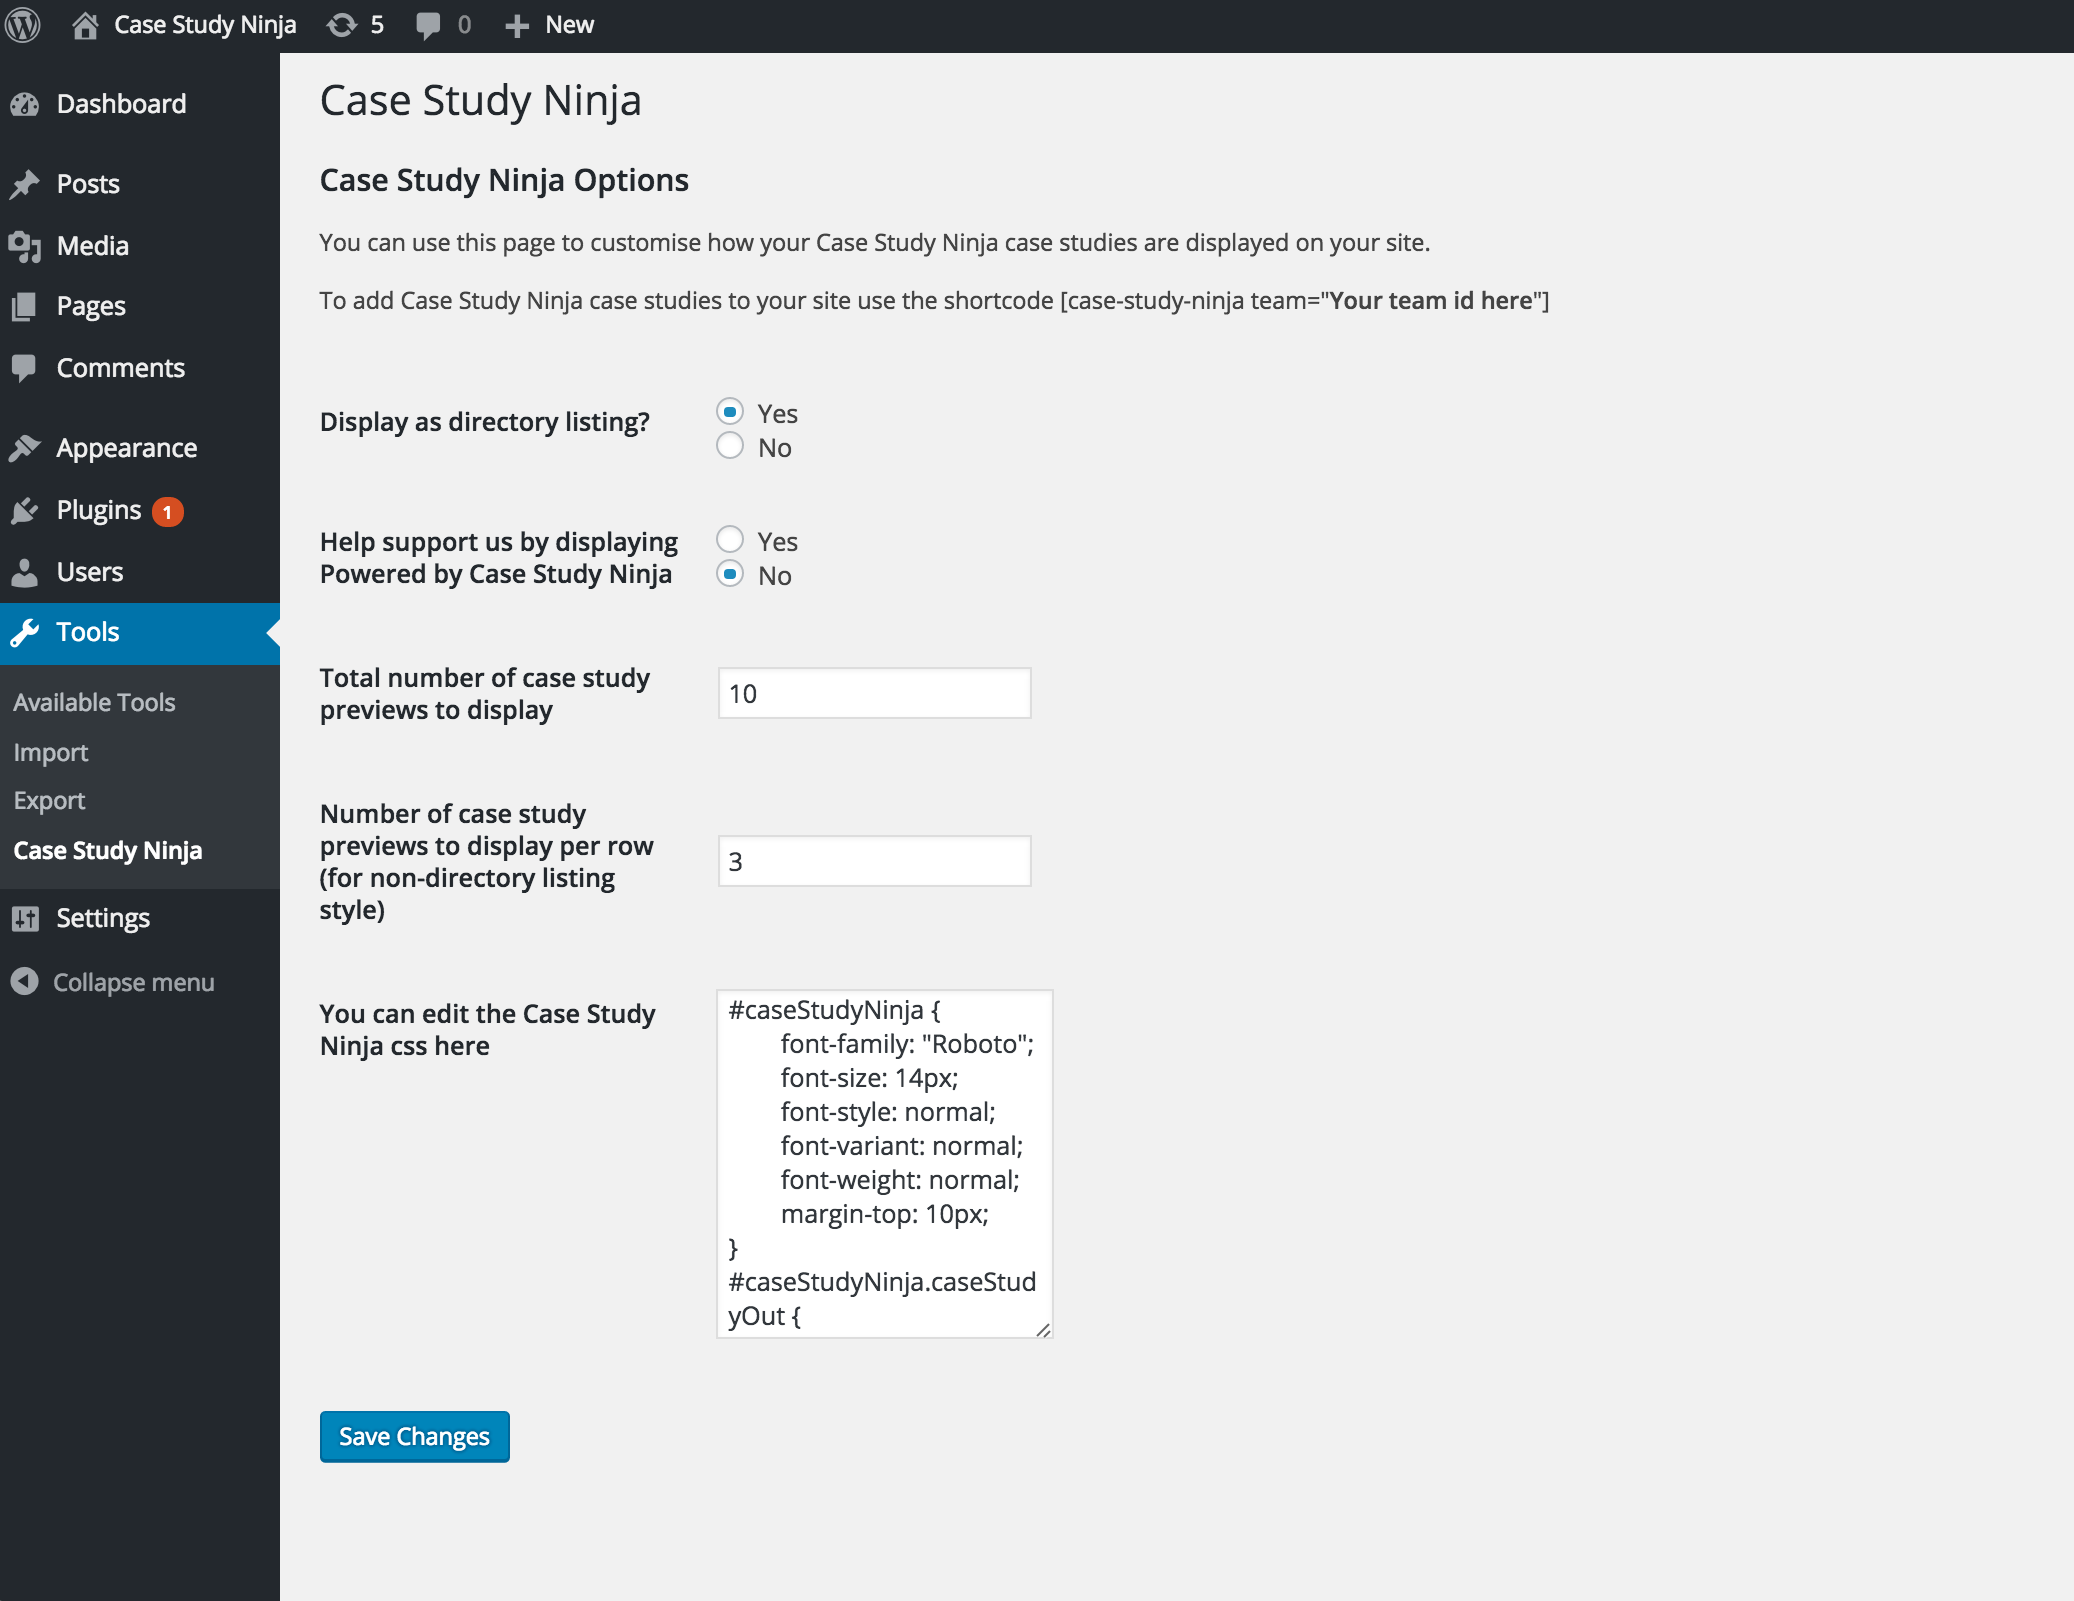 Case Study Ninja 5 0 New
Dashboard
Posts
Media
Pages
Comments
Appearance
Plugins 1
Users
Tools
Available Tools
Import
Export
Case Study Ninja
Settings
Collapse menu
Case Study Ninja
Case Study Ninja Options
You can use this page to customise how your Case Study Ninja case studies are displayed on your site.
To add Case Study Ninja case studies to your site use the shortcode [case-study-ninja team="Your team id here"]
Display as directory listing?
Yes
No
Help support us by displaying
Powered by Case Study Ninja
Yes
No
Total number of case study
previews to display
10
Number of case study
previews to display per row
(for non-directory listing
style)
3
You can edit the Case Study
Ninja css here
#caseStudyNinja {
font-family: "Roboto";
font-size: 14px;
font-style: normal;
font-variant: normal;
font-weight: normal;
margin-top: 10px;
}
#caseStudyNinja.caseStud
yOut {
Save Changes